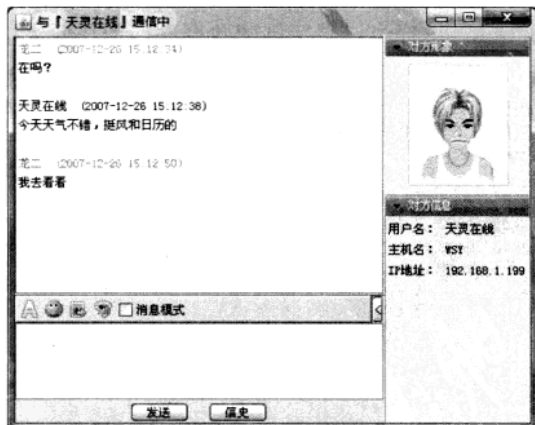 与『天灵在线』通信中
龙二 (2007-12-26 15:12:34)
在吗?
天灵在线 (2007-12-26 15:12:38)
今天天气不错,挺风和日历的
龙二 (2007-12-26 15:12:50)
我去看看
消息模式
发送 信史
对方形象
对方信息
用户名: 天灵在线
主机名: WSY
IP地址: 192.168.1.199